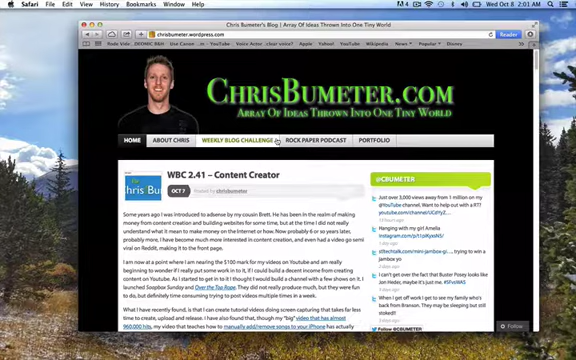 Safari File Edit View History Bookmarks Window Help
Wed Oct 8 2:01 AM
Chris Bumeter's Blog | Array Of Ideas Thrown Into One Tiny World
chrisbumeter.wordpress.com
Reader
YouTube Wikipedia News Popular Disney
CHRISBUMETER.COM
ARRAY OF IDEAS THROWN INTO ONE TINY WORLD
HOME ABOUT CHRIS WEEKLY BLOG CHALLENGE ROCK PAPER PODCAST PORTFOLIO
WBC 2.41 – Content Creator
OCT 7 Posted by chrisbumeter
Some years ago I was introduced to adsense by my cousin Brett. He has been in the realm of making
money from content creation and building websites for some time, but at the time I did not really
understand what it mean to make money on the Internet or how. Now probably 6 or so years later,
probably more, I have become much more interested in content creation, and even had a video go semi
viral on Reddit, making it to the front page.
I am now at a point where I am nearing the $100 mark for my videos on Youtube and am really
beginning to wonder if I put some work in to it, if I could build a decent income from creating
content on Youtube. As I started to get in to it I thought I would build a channel with a few shows on it. I
launched Soapbox Sunday and Over the Top Rope. They did not really produce much, but they were
fun to do, but definitely time consuming trying to post videos multiple times in a week.
What I have recently found, is that I can create tutorial videos doing screen capturing that takes far
less time to create, upload and release. I have also found that, though my "big" video that has almost
960,000 hits, my video that teaches how to manually add/remove songs to your iPhone has actually
@CBUMETER
Just over 3,000 views away from 1 million on my
@YouTube channel. Want to help out with a RT?
Hanging with my girl Amelia
trying to win a
jambox yo
I can't get over the fact that Buster Posey looks like
Jon Heder, maybe it's just me. #SFvsWAS
When I get off work I get to see my family who's
back from Branson. They may be sleeping but still
stoked!!
Follow @CBUMETER
Follow